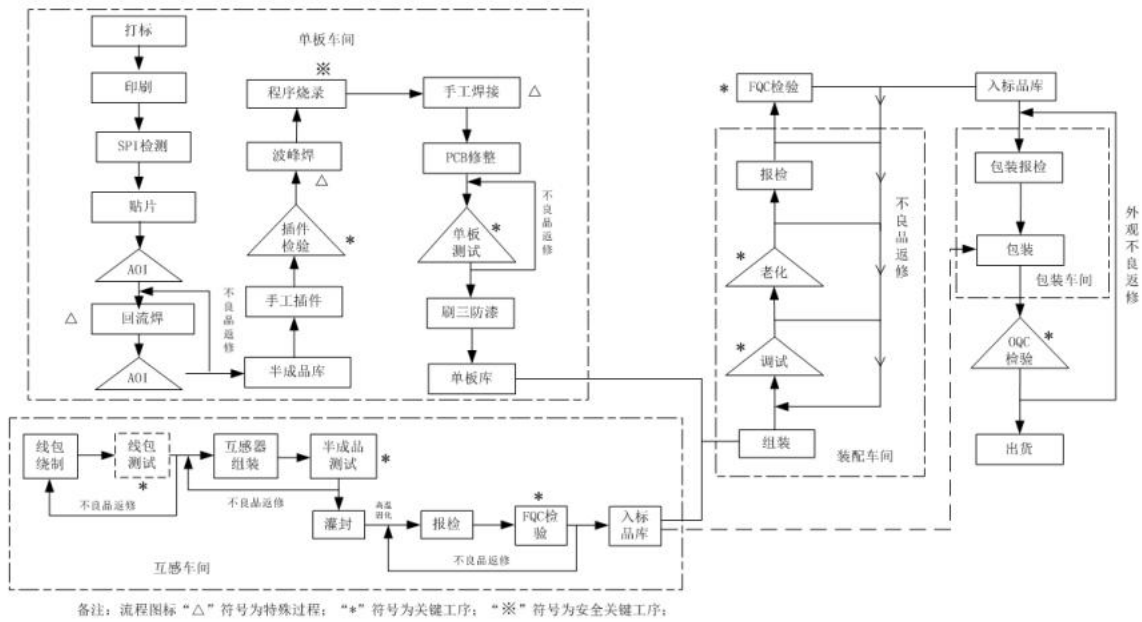 单板车间
打标
印刷
SPI检测
贴片
AOI
△
回流焊
AOI
不良品返修
半成品库
手工插件
插件
检验
*
△
波峰焊
※
程序烧录
手工焊接
△
PCB修整
单板
测试
*
不良品返修
刷三防漆
单板库
线包
绕制
线包
测试
*
不良品返修
互感器
组装
半成品
测试
*
不良品返修
灌封
高温
固化
报检
*
FQC检
验
不良品返修
入标
品库
互感车间
组装
*
调试
*
老化
报检
*
FQC检验
不良品返修
装配车间
入标品库
包装报检
包装
包装车间
OQC
检验
*
外观不良返修
出货
备注：流程图标“△”符号为特殊过程；“*”符号为关键工序；“※”符号为安全关键工序；